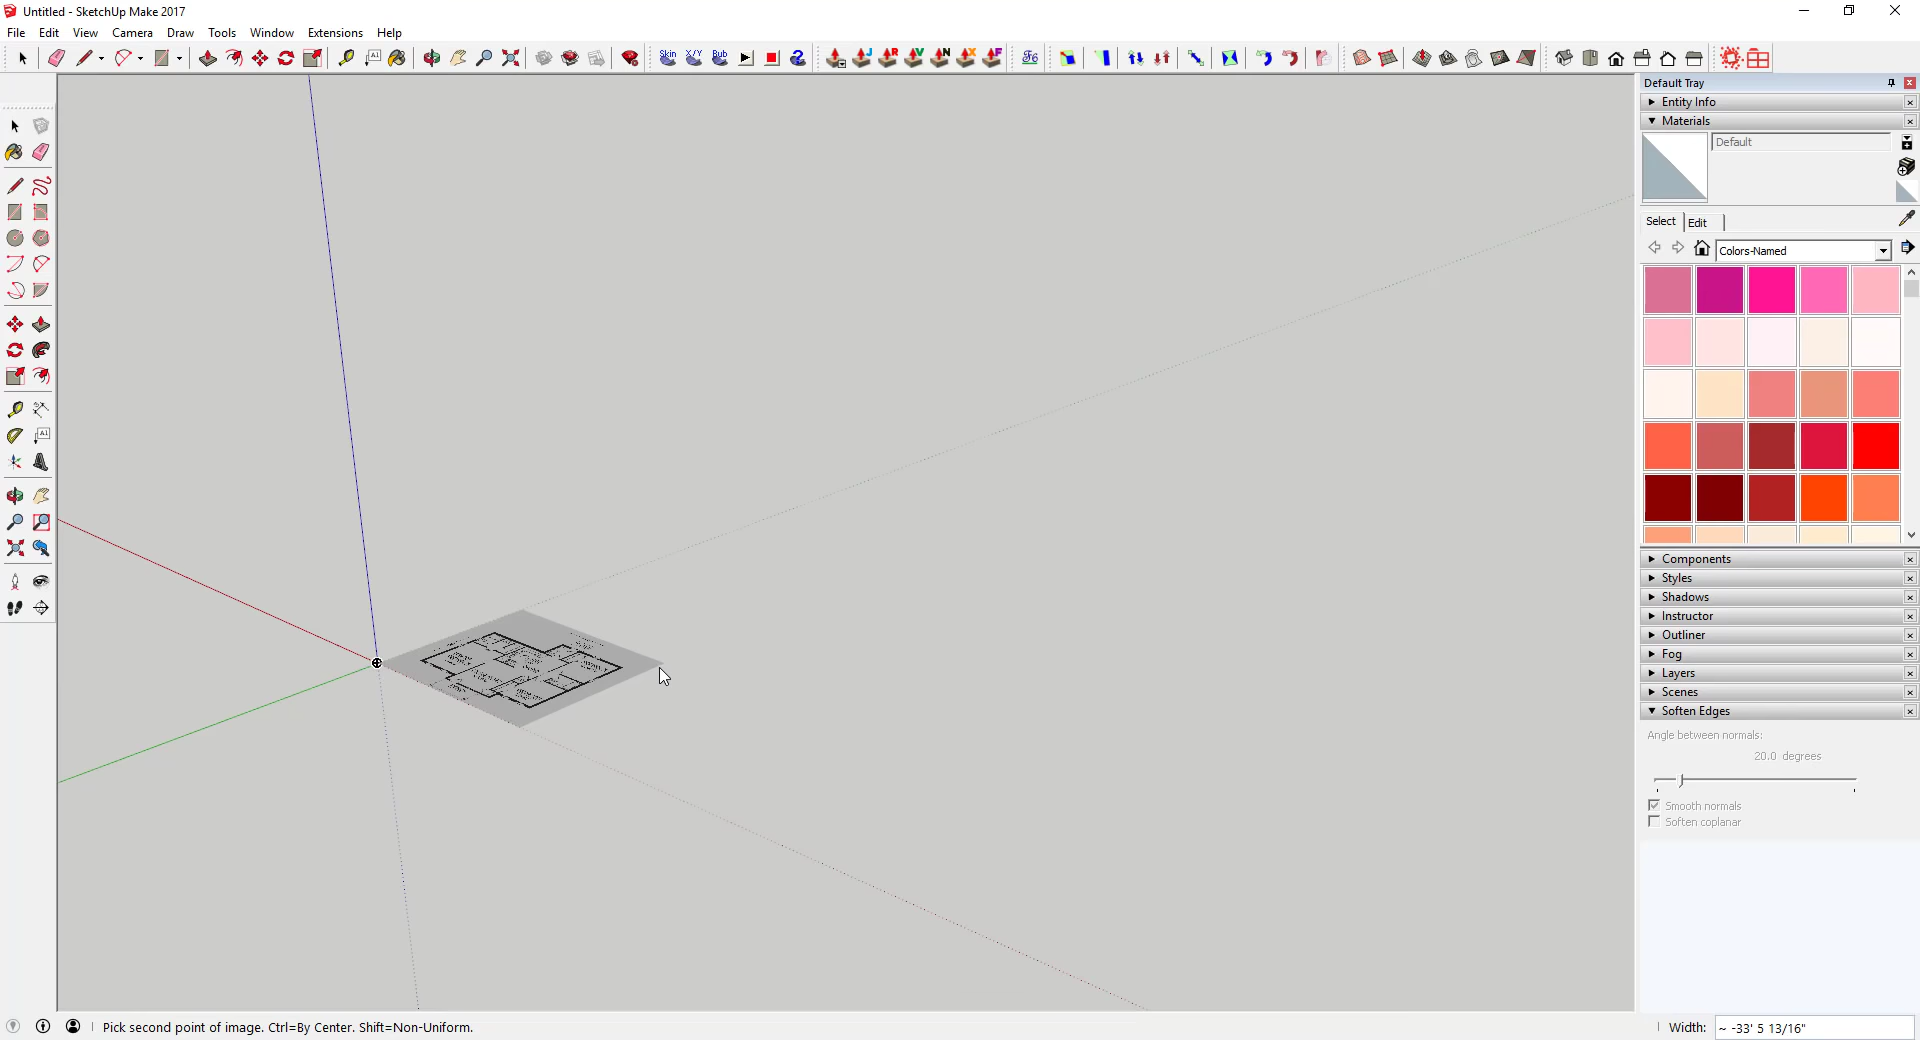 Untitled - SketchUp Make 2017
File Edit View Camera Draw Tools Window Extensions Help
Skin X/Y Bub
J R V N X F
Default Tray
Entity Info
Materials
Default
Select Edit
Colors-Named
Components
Styles
Shadows
Instructor
Outliner
Fog
Layers
Scenes
Soften Edges
Angle between normals:
20.0 degrees
Smooth normals
Soften coplanar
Pick second point of image. Ctrl=By Center. Shift=Non-Uniform.
Width: ~ -33' 5 13/16"